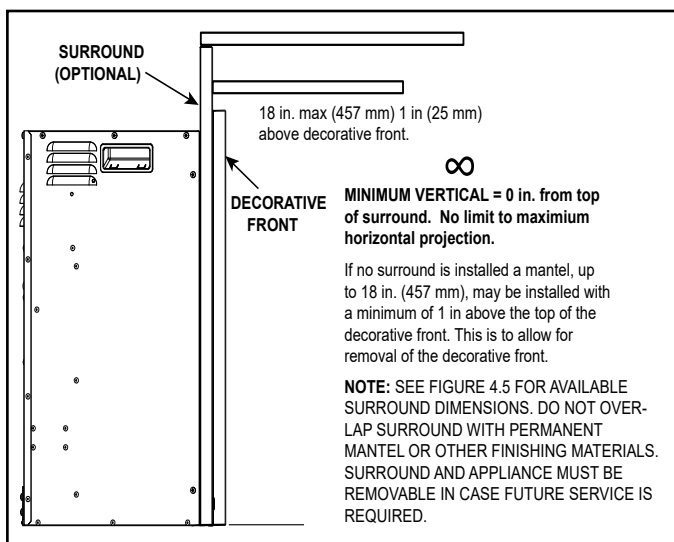 SURROUND
(OPTIONAL)
18 in. max (457 mm) 1 in (25 mm)
above decorative front.
DECORATIVE
FRONT
∞
MINIMUM VERTICAL = 0 in. from top
of surround. No limit to maximium
horizontal projection.
If no surround is installed a mantel, up
to 18 in. (457 mm), may be installed with
a minimum of 1 in above the top of the
decorative front. This is to allow for
removal of the decorative front.
NOTE: SEE FIGURE 4.5 FOR AVAILABLE
SURROUND DIMENSIONS. DO NOT OVER-
LAP SURROUND WITH PERMANENT
MANTEL OR OTHER FINISHING MATERIALS.
SURROUND AND APPLIANCE MUST BE
REMOVABLE IN CASE FUTURE SERVICE IS
REQUIRED.